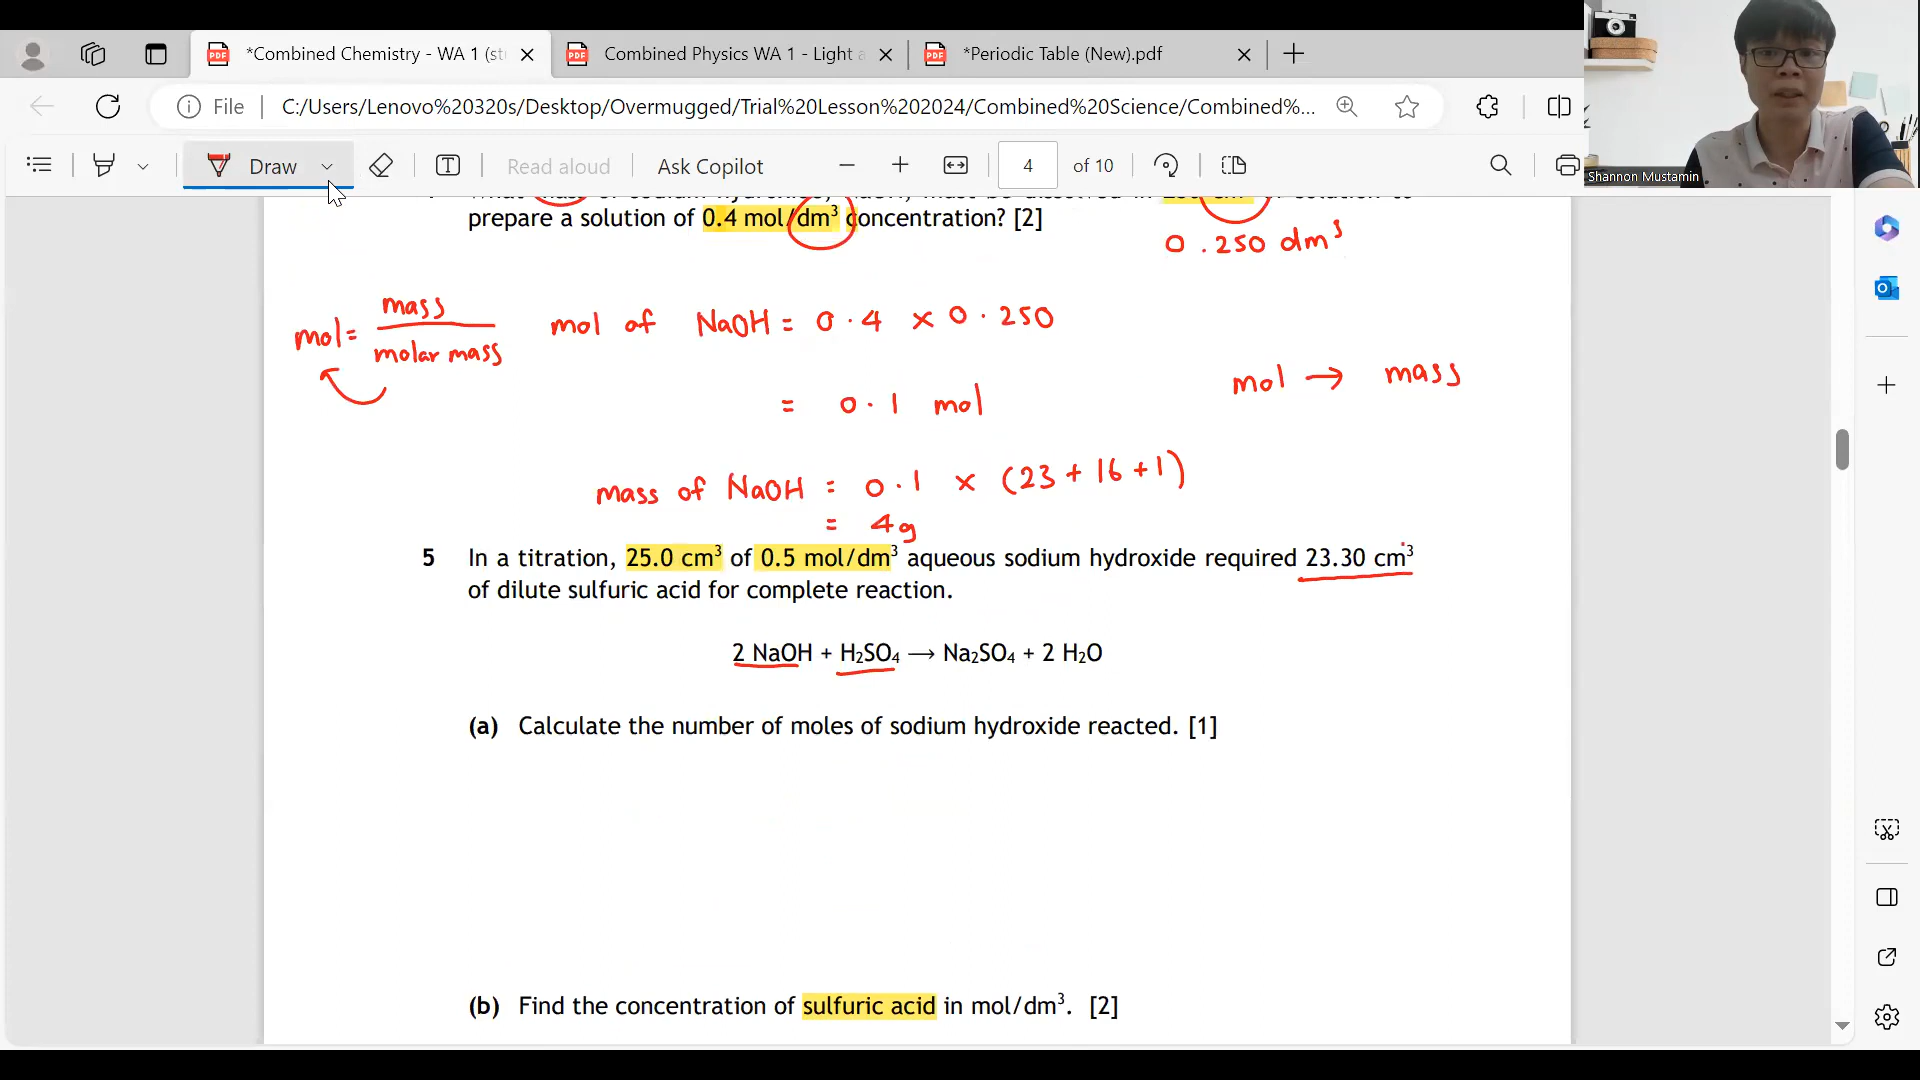 *Combined Chemistry - WA 1 (st
Combined Physics WA 1 - Light a
*Periodic Table (New).pdf
File
C:/Users/Lenovo%20320s/Desktop/Overmugged/Trial%20Lesson%202024/Combined%20Science/Combined%...
Draw
Read aloud
Ask Copilot
4
of 10
Shannon Mustamin
prepare a solution of 0.4 mol/dm³ concentration? [2]
0.250 dm³
mol = mass / molar mass
mol of NaOH = 0.4 x 0.250
= 0.1 mol
mol → mass
mass of NaOH = 0.1 x (23 + 16 + 1)
= 4g
5 In a titration, 25.0 cm³ of 0.5 mol/dm³ aqueous sodium hydroxide required 23.30 cm³
of dilute sulfuric acid for complete reaction.
2 NaOH + H₂SO₄ ⟶ Na₂SO₄ + 2 H₂O
(a) Calculate the number of moles of sodium hydroxide reacted. [1]
(b) Find the concentration of sulfuric acid in mol/dm³. [2]